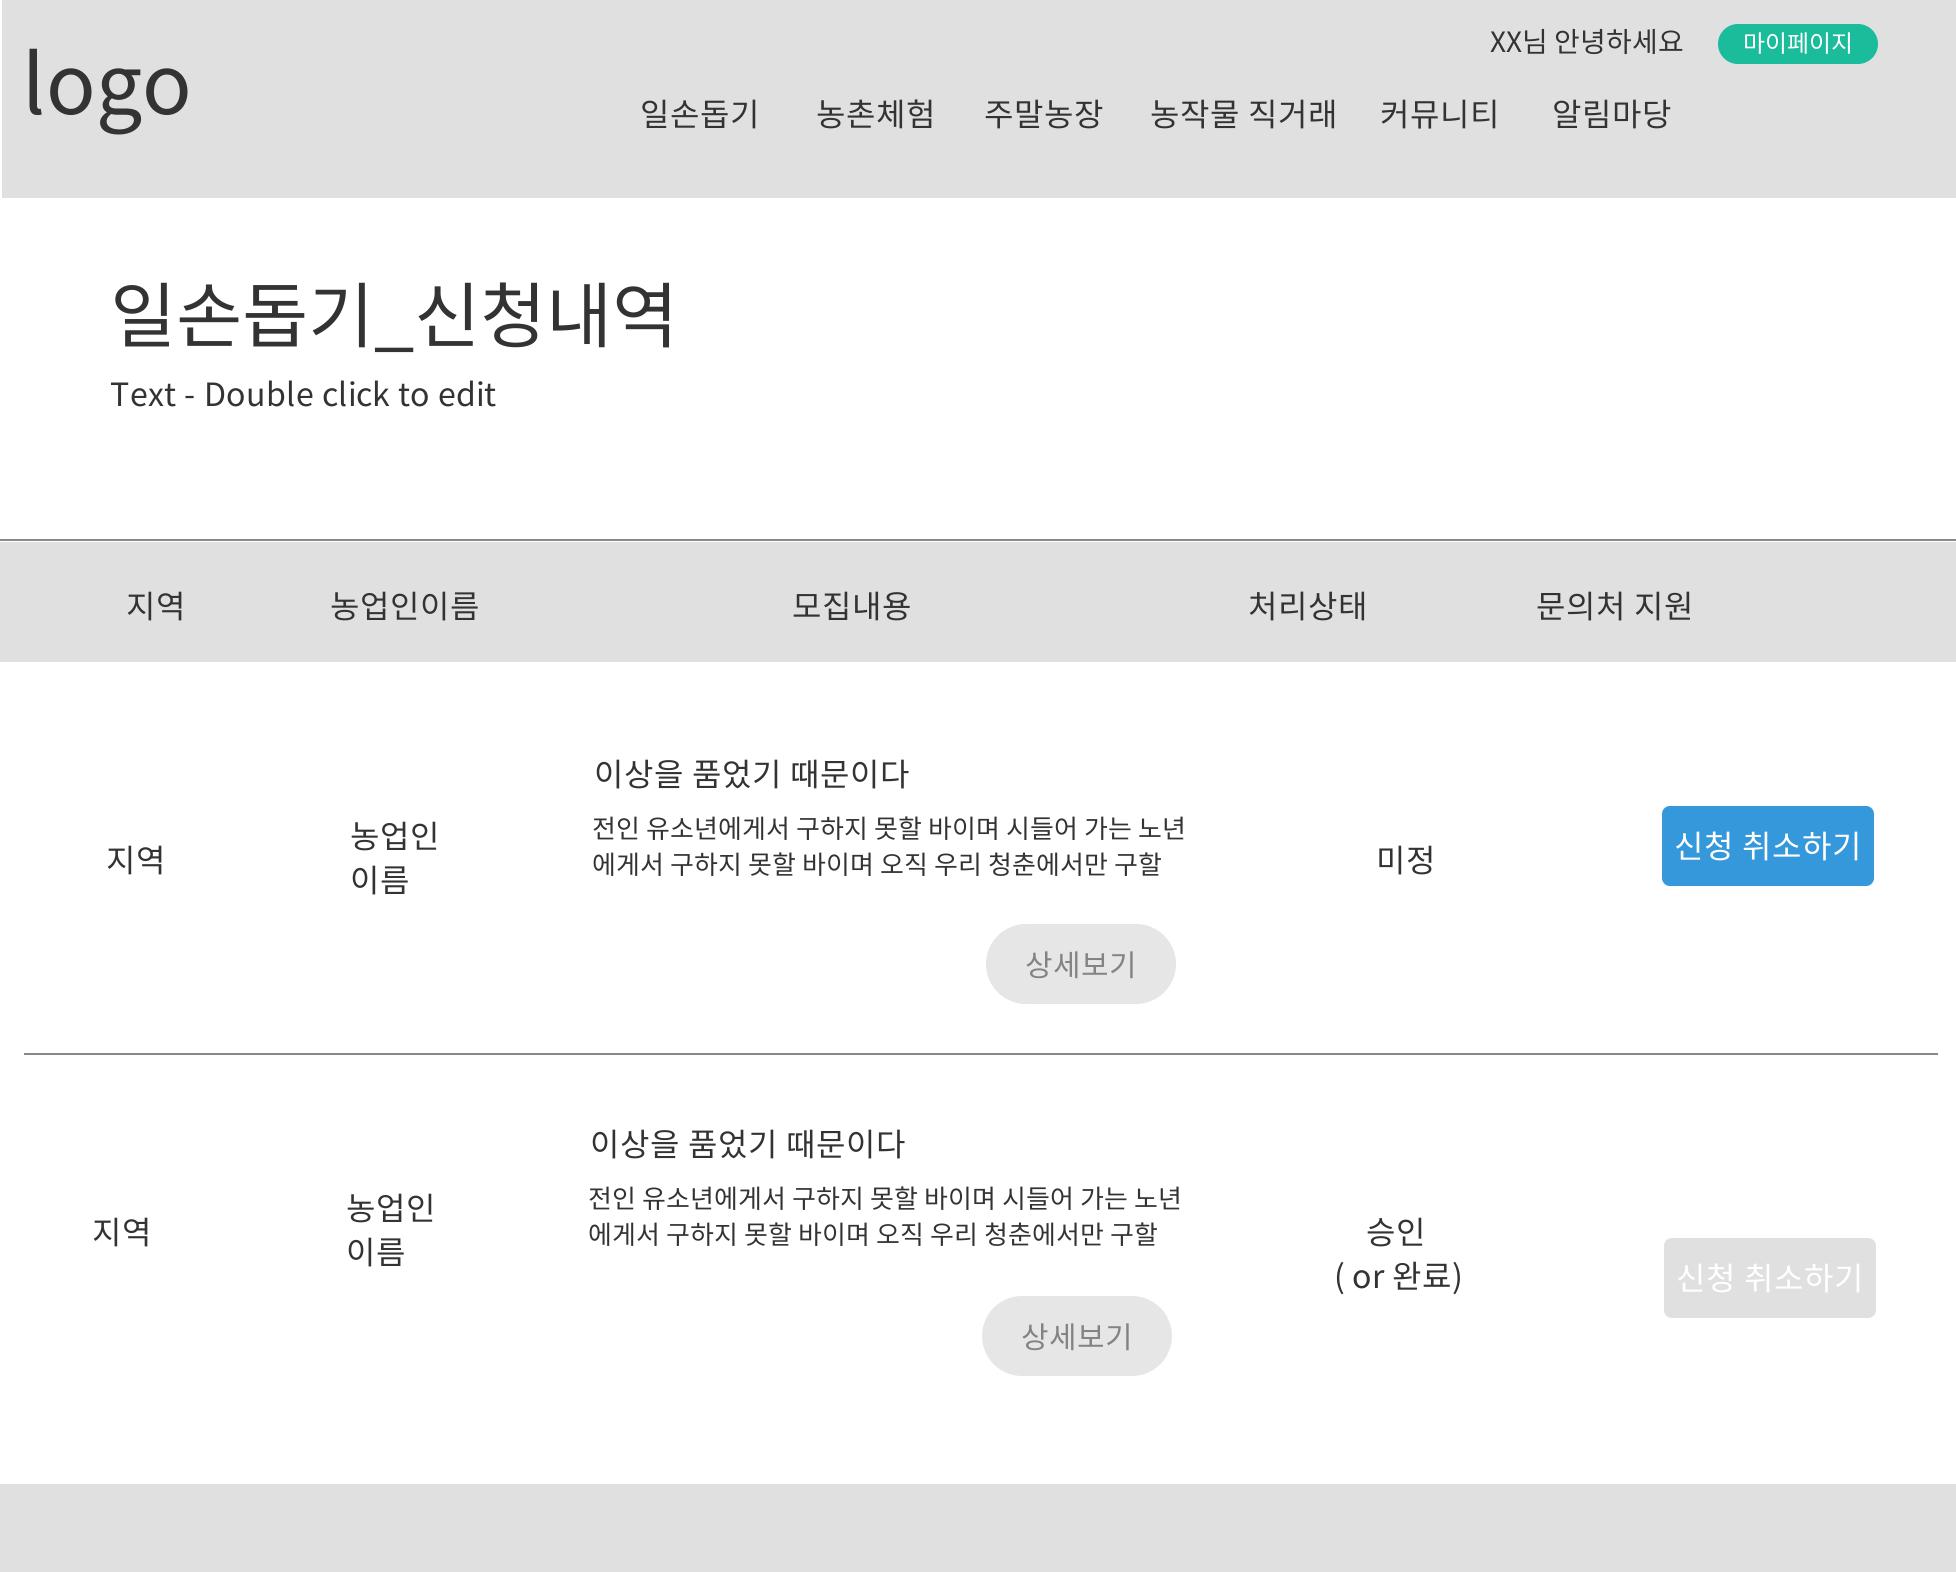 logo
XX님 안녕하세요
마이페이지
일손돕기 농촌체험 주말농장 농작물 직거래 커뮤니티 알림마당
일손돕기_신청내역
Text - Double click to edit
지역 농업인이름 모집내용 처리상태 문의처 지원
지역
농업인
이름
이상을 품었기 때문이다
전인 유소년에게서 구하지 못할 바이며 시들어 가는 노년
에게서 구하지 못할 바이며 오직 우리 청춘에서만 구할
상세보기
미정
신청 취소하기
지역
농업인
이름
이상을 품었기 때문이다
전인 유소년에게서 구하지 못할 바이며 시들어 가는 노년
에게서 구하지 못할 바이며 오직 우리 청춘에서만 구할
상세보기
승인
( or 완료)
신청 취소하기